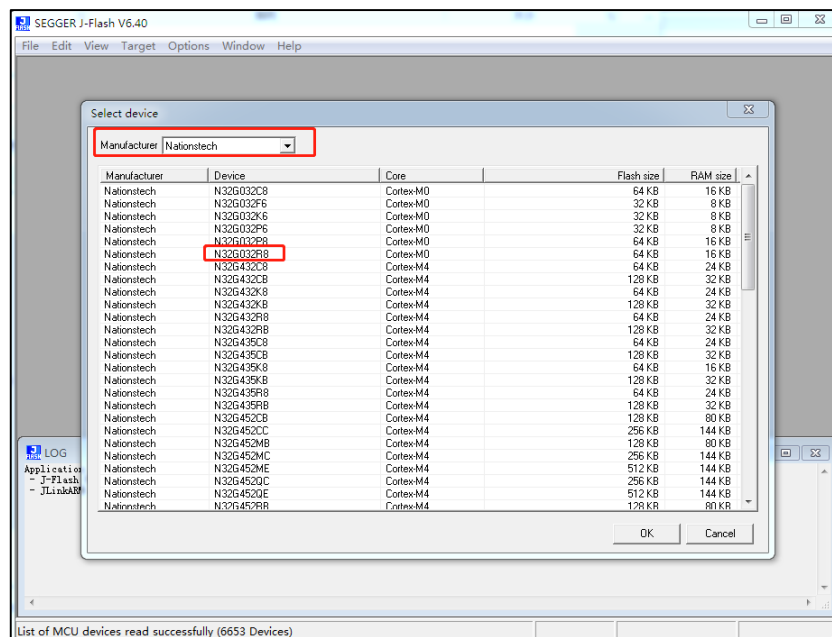 SEGGER J-Flash V6.40
File Edit View Target Options Window Help
Select device
Manufacturer Nationstech
Manufacturer Device Core Flash size RAM size
Nationstech N32G032C8 Cortex-M0 64 KB 16 KB
Nationstech N32G032F6 Cortex-M0 32 KB 8 KB
Nationstech N32G032K6 Cortex-M0 32 KB 8 KB
Nationstech N32G032P6 Cortex-M0 32 KB 8 KB
Nationstech N32G032P8 Cortex-M0 64 KB 16 KB
Nationstech N32G032R8 Cortex-M0 64 KB 16 KB
Nationstech N32G432C8 Cortex-M4 64 KB 24 KB
Nationstech N32G432CB Cortex-M4 128 KB 32 KB
Nationstech N32G432K8 Cortex-M4 64 KB 24 KB
Nationstech N32G432KB Cortex-M4 128 KB 32 KB
Nationstech N32G432R8 Cortex-M4 64 KB 24 KB
Nationstech N32G432RB Cortex-M4 128 KB 32 KB
Nationstech N32G435C8 Cortex-M4 64 KB 24 KB
Nationstech N32G435CB Cortex-M4 128 KB 32 KB
Nationstech N32G435K8 Cortex-M4 64 KB 16 KB
Nationstech N32G435KB Cortex-M4 128 KB 32 KB
Nationstech N32G435R8 Cortex-M4 64 KB 24 KB
Nationstech N32G435RB Cortex-M4 128 KB 32 KB
Nationstech N32G452CB Cortex-M4 128 KB 80 KB
Nationstech N32G452CC Cortex-M4 256 KB 144 KB
Nationstech N32G452MB Cortex-M4 128 KB 80 KB
Nationstech N32G452MC Cortex-M4 256 KB 144 KB
Nationstech N32G452ME Cortex-M4 512 KB 144 KB
Nationstech N32G452QC Cortex-M4 256 KB 144 KB
Nationstech N32G452QE Cortex-M4 512 KB 144 KB
Nationstech N32G452RB Cortex-M4 128 KB 80 KB
OK Cancel
LOG
Application
- J-Flash
- JLinkARM
List of MCU devices read successfully (6653 Devices)